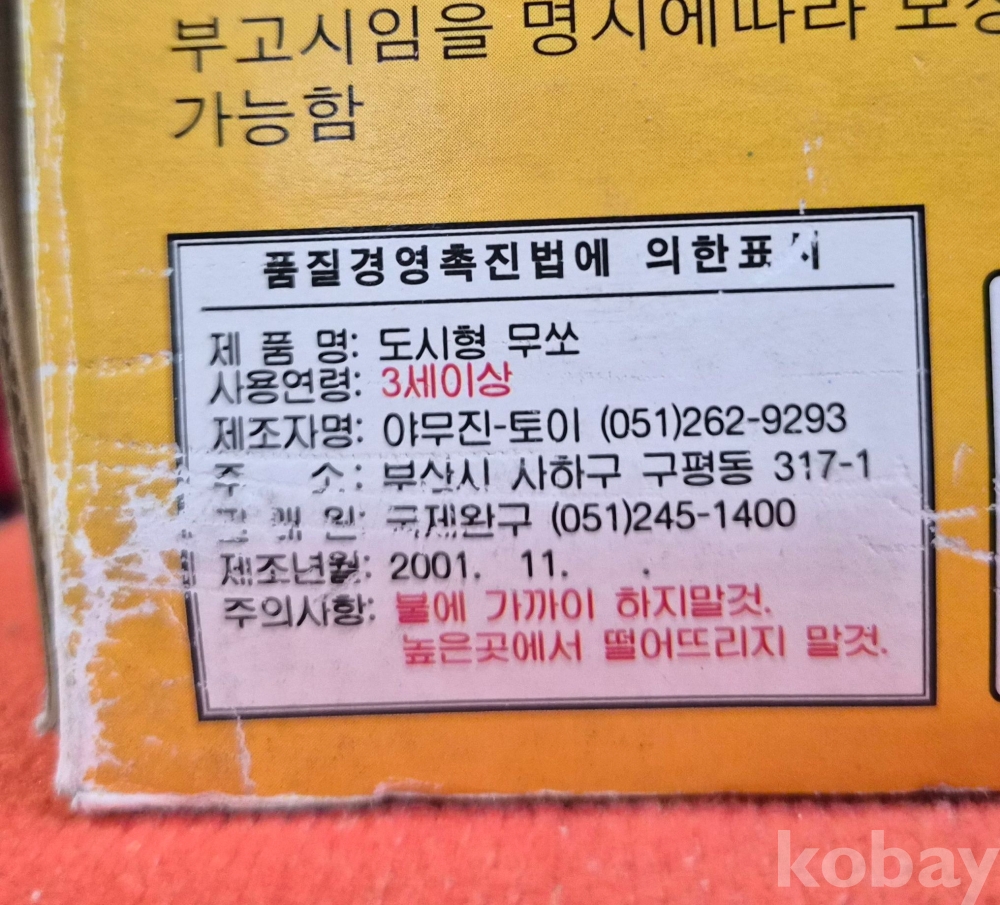 부고시임을 명시에따라 보상
가능함
품질경영촉진법에 의한표시
제 품 명: 도시형 무쏘
사용연령: 3세이상
제조자명: 야무진-토이 (051)262-9293
주 소: 부산시 사하구 구평동 317-1
판 매 원: 국제완구 (051)245-1400
제조년월: 2001. 11. .
주의사항: 불에 가까이 하지말것.
높은곳에서 떨어뜨리지 말것.
kobay